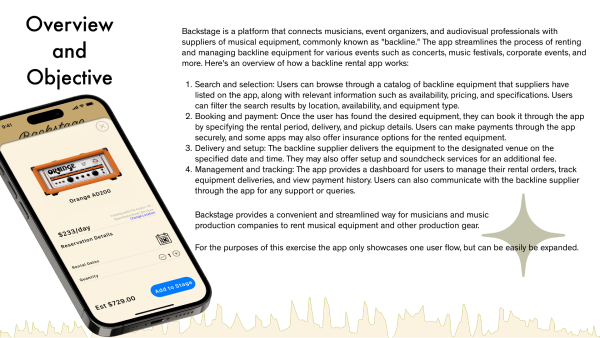 Overview
and
Objective
Backstage is a platform that connects musicians, event organizers, and audiovisual professionals with
suppliers of musical equipment, commonly known as "backline." The app streamlines the process of renting
and managing backline equipment for various events such as concerts, music festivals, corporate events, and
more. Here's an overview of how a backline rental app works:
1. Search and selection: Users can browse through a catalog of backline equipment that suppliers have
listed on the app, along with relevant information such as availability, pricing, and specifications. Users
can filter the search results by location, availability, and equipment type.
2. Booking and payment: Once the user has found the desired equipment, they can book it through the app
by specifying the rental period, delivery, and pickup details. Users can make payments through the app
securely, and some apps may also offer insurance options for the rented equipment.
3. Delivery and setup: The backline supplier delivers the equipment to the designated venue on the
specified date and time. They may also offer setup and soundcheck services for an additional fee.
4. Management and tracking: The app provides a dashboard for users to manage their rental orders, track
equipment deliveries, and view payment history. Users can also communicate with the backline supplier
through the app for any support or queries.
Backstage provides a convenient and streamlined way for musicians and music
production companies to rent musical equipment and other production gear.
For the purposes of this exercise the app only showcases one user flow, but can be easily be expanded.
9:41
Backstage
Orange
Orange AD200
Change Location
$233/day
Reservation Details
Rental Dates
Quantity
1
Est $729.00
Add to Stage